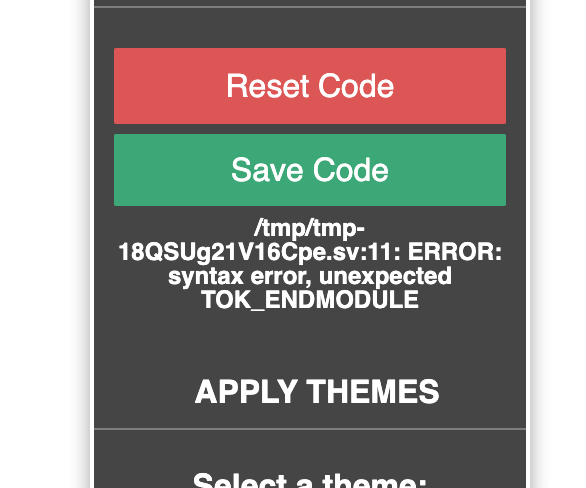 Reset Code
Save Code
/tmp/tmp-
18QSUg21V16Cpe.sv:11: ERROR:
syntax error, unexpected
TOK_ENDMODULE
APPLY THEMES
Select a theme: